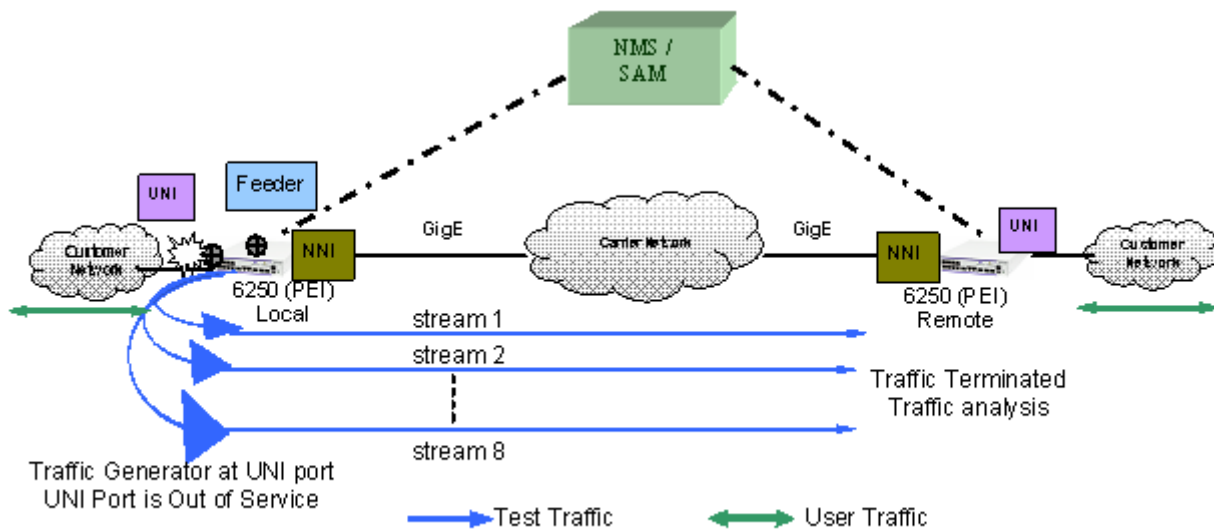 NMS /
SAM
UNI
Feeder
Customer
Network
NNI
GigE
Carrier Network
GigE
NNI
UNI
Customer
Network
6250 (PEI)
Local
6250 (PEI)
Remote
stream 1
stream 2
stream 8
Traffic Terminated
Traffic analysis
Traffic Generator at UNI port
UNI Port is Out of Service
Test Traffic
User Traffic